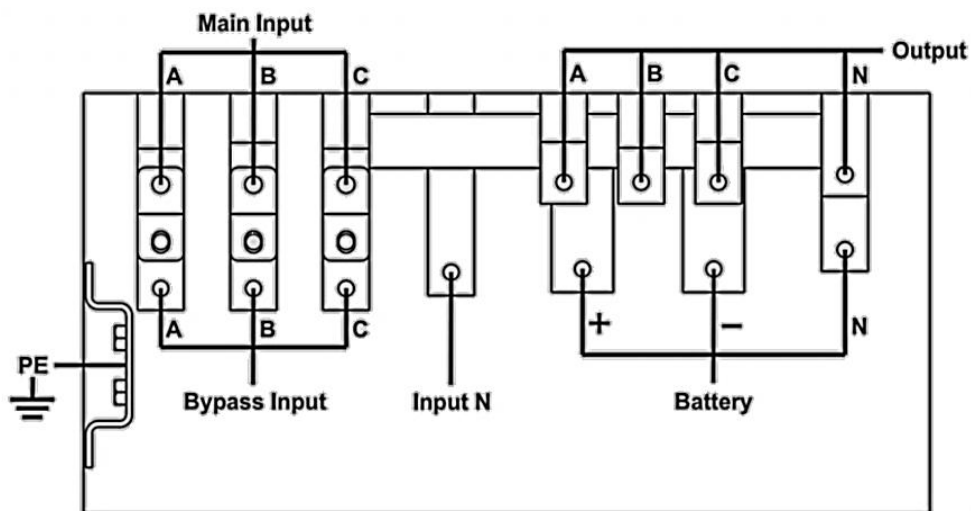 Main Input
A B C
A B C N
Output
A B C
+ − N
PE
Bypass Input
Input N
Battery